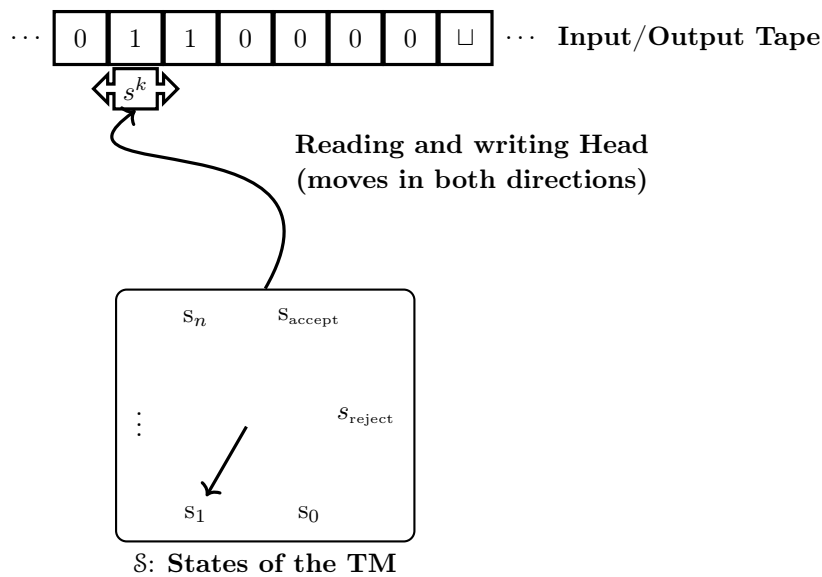 ··· 0 1 1 0 0 0 0 ⊔ ··· Input/Output Tape
s^k
Reading and writing Head
(moves in both directions)
s_n s_accept
⋮ s_reject
s_1 s_0
𝒮: States of the TM